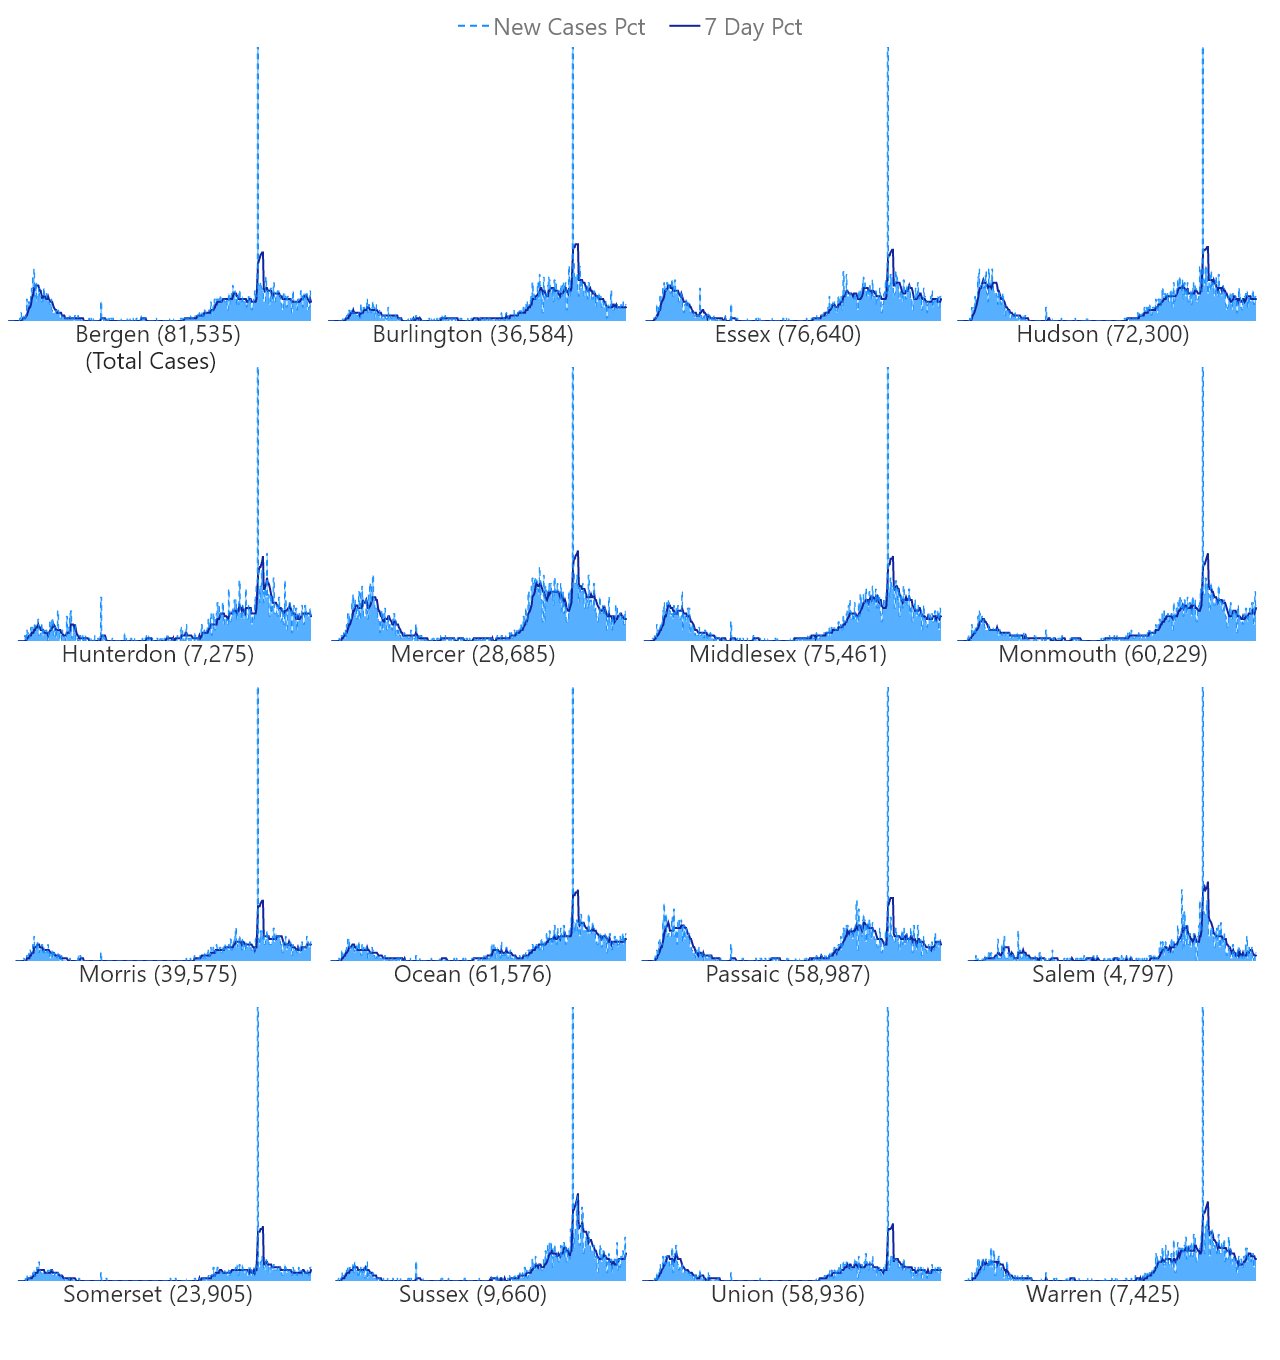 New Cases Pct 7 Day Pct
Bergen (81,535) Burlington (36,584) Essex (76,640) Hudson (72,300)
(Total Cases)
Hunterdon (7,275) Mercer (28,685) Middlesex (75,461) Monmouth (60,229)
Morris (39,575) Ocean (61,576) Passaic (58,987) Salem (4,797)
Somerset (23,905) Sussex (9,660) Union (58,936) Warren (7,425)